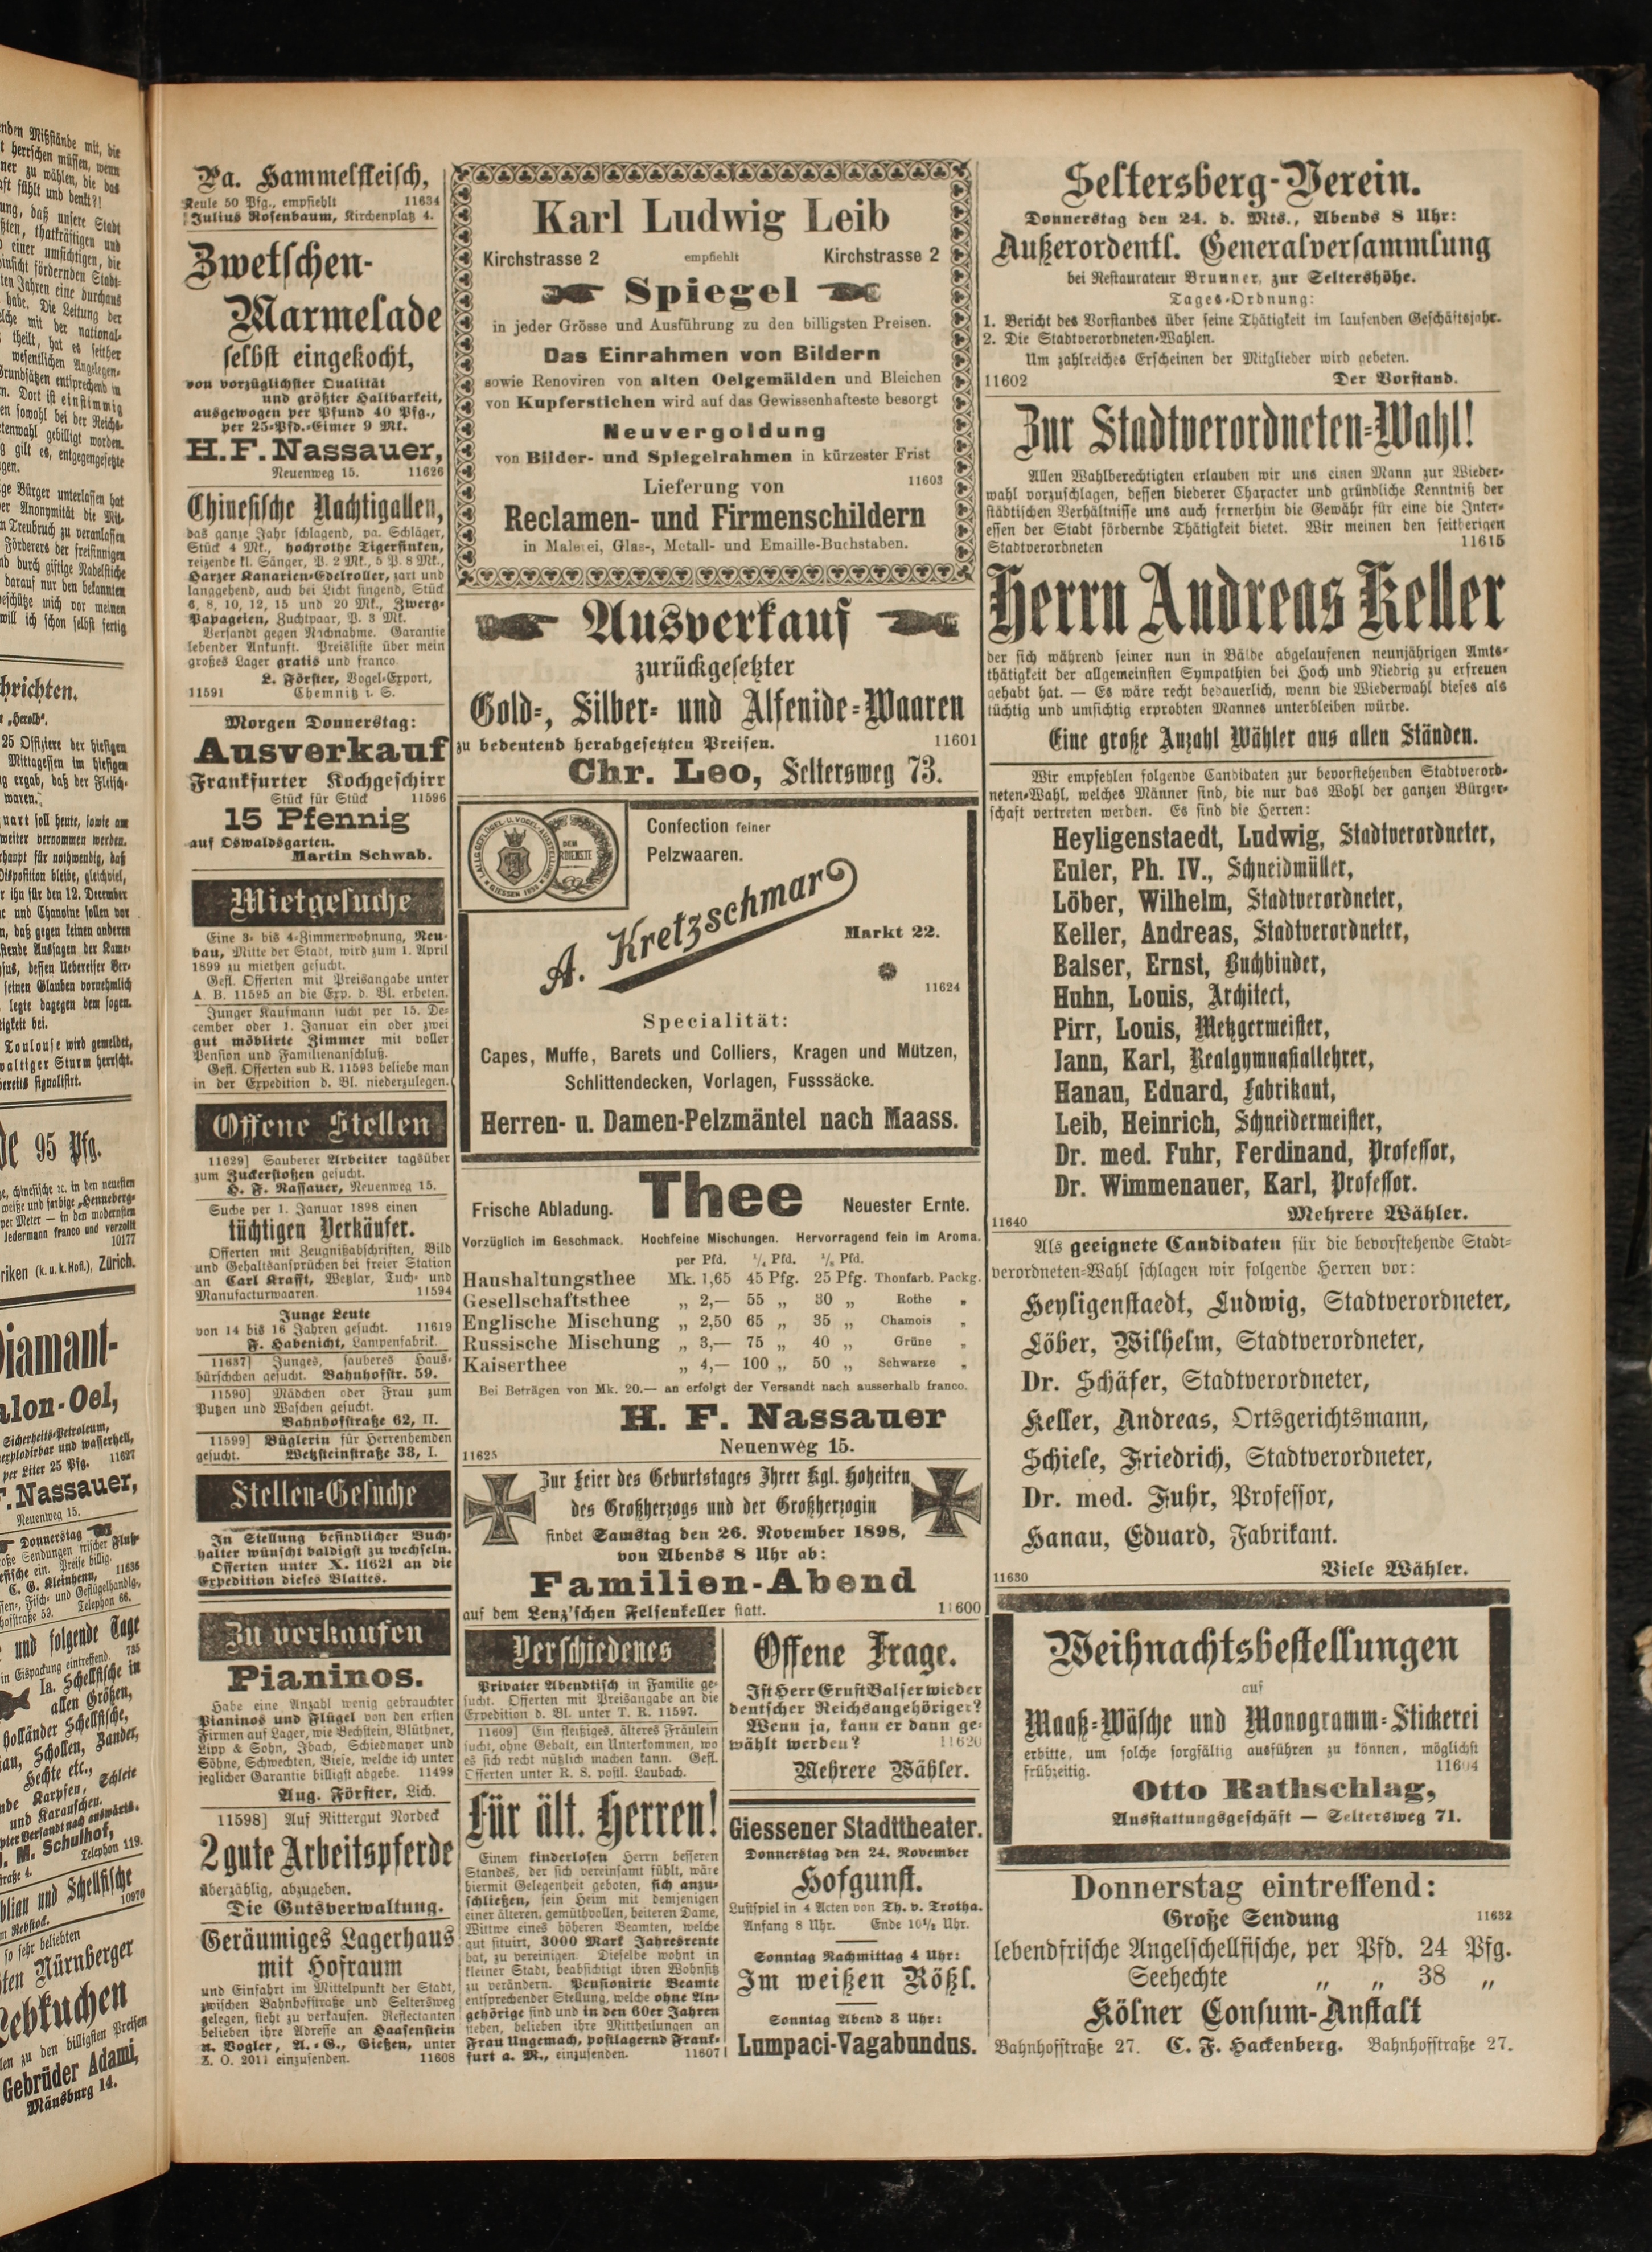 Pa. Hammelfleisch,
Keule 50 Pfg., empfiehlt 11634
Julius Rosenbaum, Kirchenplatz 4.
Zwetschen-
Marmelade
selbst eingekocht,
von vorzüglichster Qualität
und größter Haltbarkeit,
ausgewogen per Pfund 40 Pfg.,
per 25-Pfd.-Eimer 9 Mk.
H. F. Nassauer,
Neuenweg 15. 11626
Chinesische Nachtigallen,
das ganze Jahr schlagend, pa. Schläger,
Stück 4 Mk., hochrothe Tigerfinken,
reizende kl. Sänger, P. 2 Mk., 5 P. 8 Mk.,
Harzer Kanarien-Edelroller, zart und
langgehend, auch bei Licht singend, Stück
6, 8, 10, 12, 15 und 20 Mk., Zwerg-
Papageien, Zuchtpaar, P. 3 Mk.
Versandt gegen Nachnahme. Garantie
lebender Ankunft. Preisliste über mein
großes Lager gratis und franco
L. Förster, Vogel-Export,
11591 Chemnitz i. S.
Morgen Donnerstag:
Ausverkauf
Frankfurter Kochgeschirr
Stück für Stück 11596
15 Pfennig
auf Oswaldsgarten.
Martin Schwab.
Mietgesuche
Eine 3- bis 4-Zimmerwohnung, Neu-
bau, Mitte der Stadt, wird zum 1. April
1899 zu miethen gesucht.
Gefl. Offerten mit Preisangabe unter
A. B. 11595 an die Exp. d. Bl. erbeten.
Junger Kaufmann sucht per 15. De-
cember oder 1. Januar ein oder zwei
gut möblirte Zimmer mit voller
Pension und Familienanschluß.
Gefl. Offerten sub R. 11593 beliebe man
in der Expedition d. Bl. niederzulegen.
Offene Stellen
11629] Sauberer Arbeiter tagsüber
zum Zuckerstoßen gesucht.
H. F. Nassauer, Neuenweg 15.
Suche per 1. Januar 1898 einen
tüchtigen Verkäufer.
Offerten mit Zeugnißabschriften, Bild
und Gehaltsansprüchen bei freier Station
an Carl Krafft, Wetzlar, Tuch- und
Manufacturwaaren. 11594
Junge Leute
von 14 bis 16 Jahren gesucht. 11619
F. Habenicht, Lampenfabrik.
11637] Junges, sauberes Haus-
bürschchen gesucht. Bahnhofstr. 59.
11590] Mädchen oder Frau zum
Putzen und Waschen gesucht.
Bahnhofstraße 62, II.
11599] Büglerin für Herrenhemden
gesucht. Wetzsteinstraße 38, I.
Stellen-Gesuche
In Stellung befindlicher Buch-
halter wünscht baldigst zu wechseln.
Offerten unter X. 11621 an die
Expedition dieses Blattes.
Zu verkaufen
Pianinos.
Habe eine Anzahl wenig gebrauchter
Pianinos und Flügel von den ersten
Firmen auf Lager, wie Bechstein, Blüthner,
Lipp & Sohn, Ibach, Schiedmayer und
Söhne, Schwechten, Biese, welche ich unter
jeglicher Garantie billigst abgebe. 11499
Aug. Förster, Lich.
11598] Auf Rittergut Nordeck
2 gute Arbeitspferde
überzählig, abzugeben.
Die Gutsverwaltung.
Geräumiges Lagerhaus
mit Hofraum
und Einfahrt im Mittelpunkt der Stadt,
zwischen Bahnhofstraße und Seltersweg
gelegen, steht zu verkaufen. Reflectanten
belieben ihre Adresse an Haasenstein
u. Vogler, A.-G., Gießen, unter
Z. O. 2011 einzusenden. 11608
Karl Ludwig Leib
Kirchstrasse 2 empfiehlt Kirchstrasse 2
Spiegel
in jeder Grösse und Ausführung zu den billigsten Preisen.
Das Einrahmen von Bildern
sowie Renoviren von alten Oelgemälden und Bleichen
von Kupferstichen wird auf das Gewissenhafteste besorgt
Neuvergoldung
von Bilder- und Spiegelrahmen in kürzester Frist
Lieferung von 11603
Reclamen- und Firmenschildern
in Malerei, Glas-, Metall- und Emaille-Buchstaben.
Ausverkauf
zurückgesetzter
Gold-, Silber- und Alfenide-Waaren
zu bedeutend herabgesetzten Preisen. 11601
Chr. Leo, Seltersweg 73.
Confection feiner
Pelzwaaren.
A. Kretzschmar
Markt 22.
11624
Specialität:
Capes, Muffe, Barets und Colliers, Kragen und Mützen,
Schlittendecken, Vorlagen, Fusssäcke.
Herren- u. Damen-Pelzmäntel nach Maass.
Frische Abladung. Thee Neuester Ernte.
Vorzüglich im Geschmack. Hochfeine Mischungen. Hervorragend fein im Aroma.
per Pfd. ¼ Pfd. ⅛ Pfd.
Haushaltungsthee Mk. 1,65 45 Pfg. 25 Pfg. Thonfarb. Packg.
Gesellschaftsthee „ 2,— 55 „ 30 „ Rothe „
Englische Mischung „ 2,50 65 „ 35 „ Chamois „
Russische Mischung „ 3,— 75 „ 40 „ Grüne „
Kaiserthee „ 4,— 100 „ 50 „ Schwarze „
Bei Beträgen von Mk. 20.— an erfolgt der Versandt nach ausserhalb franco.
H. F. Nassauer
Neuenweg 15.
11625
Zur Feier des Geburtstages Ihrer Kgl. Hoheiten
des Großherzogs und der Großherzogin
findet Samstag den 26. November 1898,
von Abends 8 Uhr ab:
Familien-Abend
auf dem Lenz'schen Felsenkeller statt. 11600
Verschiedenes
Privater Abendtisch in Familie ge-
sucht. Offerten mit Preisangabe an die
Expedition d. Bl. unter T. R. 11597.
11609] Ein fleißiges, älteres Fräulein
sucht, ohne Gehalt, ein Unterkommen, wo
es sich recht nützlich machen kann. Gefl.
Offerten unter R. S. postl. Laubach.
Für ält. Herren!
Einem kinderlosen Herrn besseren
Standes, der sich vereinsamt fühlt, wäre
hiermit Gelegenheit geboten, sich anzu-
schließen, sein Heim mit demjenigen
einer älteren, gemüthvollen, heiteren Dame,
Wittwe eines höheren Beamten, welche
gut situirt, 3000 Mark Jahresrente
hat, zu vereinigen. Dieselbe wohnt in
kleiner Stadt, beabsichtigt ihren Wohnsitz
zu verändern. Pensionirte Beamte
entsprechender Stellung, welche ohne An-
gehörige sind und in den 60er Jahren
stehen, belieben ihre Mittheilungen an
Frau Ungemach, postlagernd Frank-
furt a. M., einzusenden. 11607
Offene Frage.
Ist Herr Ernst Balser wieder
deutscher Reichsangehöriger?
Wenn ja, kann er dann ge-
wählt werden? 11620
Mehrere Wähler.
Giessener Stadttheater.
Donnerstag den 24. November
Hofgunst.
Lustspiel in 4 Acten von Th. v. Trotha.
Anfang 8 Uhr. Ende 10½ Uhr.
Sonntag Nachmittag 4 Uhr:
Im weißen Rößl.
Sonntag Abend 8 Uhr:
Lumpaci-Vagabundus.
Seltersberg-Verein.
Donnerstag den 24. d. Mts., Abends 8 Uhr:
Außerordentl. Generalversammlung
bei Restaurateur Brunner, zur Seltershöhe.
Tages-Ordnung:
1. Bericht des Vorstandes über seine Thätigkeit im laufenden Geschäftsjahr.
2. Die Stadtverordneten-Wahlen.
Um zahlreiches Erscheinen der Mitglieder wird gebeten.
11602 Der Vorstand.
Zur Stadtverordneten-Wahl!
Allen Wahlberechtigten erlauben wir uns einen Mann zur Wieder-
wahl vorzuschlagen, dessen biederer Character und gründliche Kenntniß der
städtischen Verhältnisse uns auch fernerhin die Gewähr für eine die Inter-
essen der Stadt fördernde Thätigkeit bietet. Wir meinen den seitherigen
Stadtverordneten 11615
Herrn Andreas Keller
der sich während seiner nun in Bälde abgelaufenen neunjährigen Amts-
thätigkeit der allgemeinsten Sympathien bei Hoch und Niedrig zu erfreuen
gehabt hat. — Es wäre recht bedauerlich, wenn die Wiederwahl dieses als
tüchtig und umsichtig erprobten Mannes unterbleiben würde.
Eine große Anzahl Wähler aus allen Ständen.
Wir empfehlen folgende Candidaten zur bevorstehenden Stadtverord-
neten-Wahl, welches Männer sind, die nur das Wohl der ganzen Bürger-
schaft vertreten werden. Es sind die Herren:
Heyligenstaedt, Ludwig, Stadtverordneter,
Euler, Ph. IV., Schneidmüller,
Löber, Wilhelm, Stadtverordneter,
Keller, Andreas, Stadtverordneter,
Balser, Ernst, Buchbinder,
Huhn, Louis, Architect,
Pirr, Louis, Metzgermeister,
Jann, Karl, Realgymnasiallehrer,
Hanau, Eduard, Fabrikant,
Leib, Heinrich, Schneidermeister,
Dr. med. Fuhr, Ferdinand, Professor,
Dr. Wimmenauer, Karl, Professor.
11640 Mehrere Wähler.
Als geeignete Candidaten für die bevorstehende Stadt-
verordneten-Wahl schlagen wir folgende Herren vor:
Heyligenstaedt, Ludwig, Stadtverordneter,
Löber, Wilhelm, Stadtverordneter,
Dr. Schäfer, Stadtverordneter,
Keller, Andreas, Ortsgerichtsmann,
Schiele, Friedrich, Stadtverordneter,
Dr. med. Fuhr, Professor,
Hanau, Eduard, Fabrikant.
11630 Viele Wähler.
Weihnachtsbestellungen
auf
Maaß-Wäsche und Monogramm-Stickerei
erbitte, um solche sorgfältig ausführen zu können, möglichst
frühzeitig. 11604
Otto Rathschlag,
Ausstattungsgeschäft — Seltersweg 71.
Donnerstag eintreffend:
Große Sendung 11632
lebendfrische Angelschellfische, per Pfd. 24 Pfg.
Seehechte „ „ 38 „
Kölner Consum-Anstalt
Bahnhofstraße 27. C. F. Hackenberg. Bahnhofstraße 27.